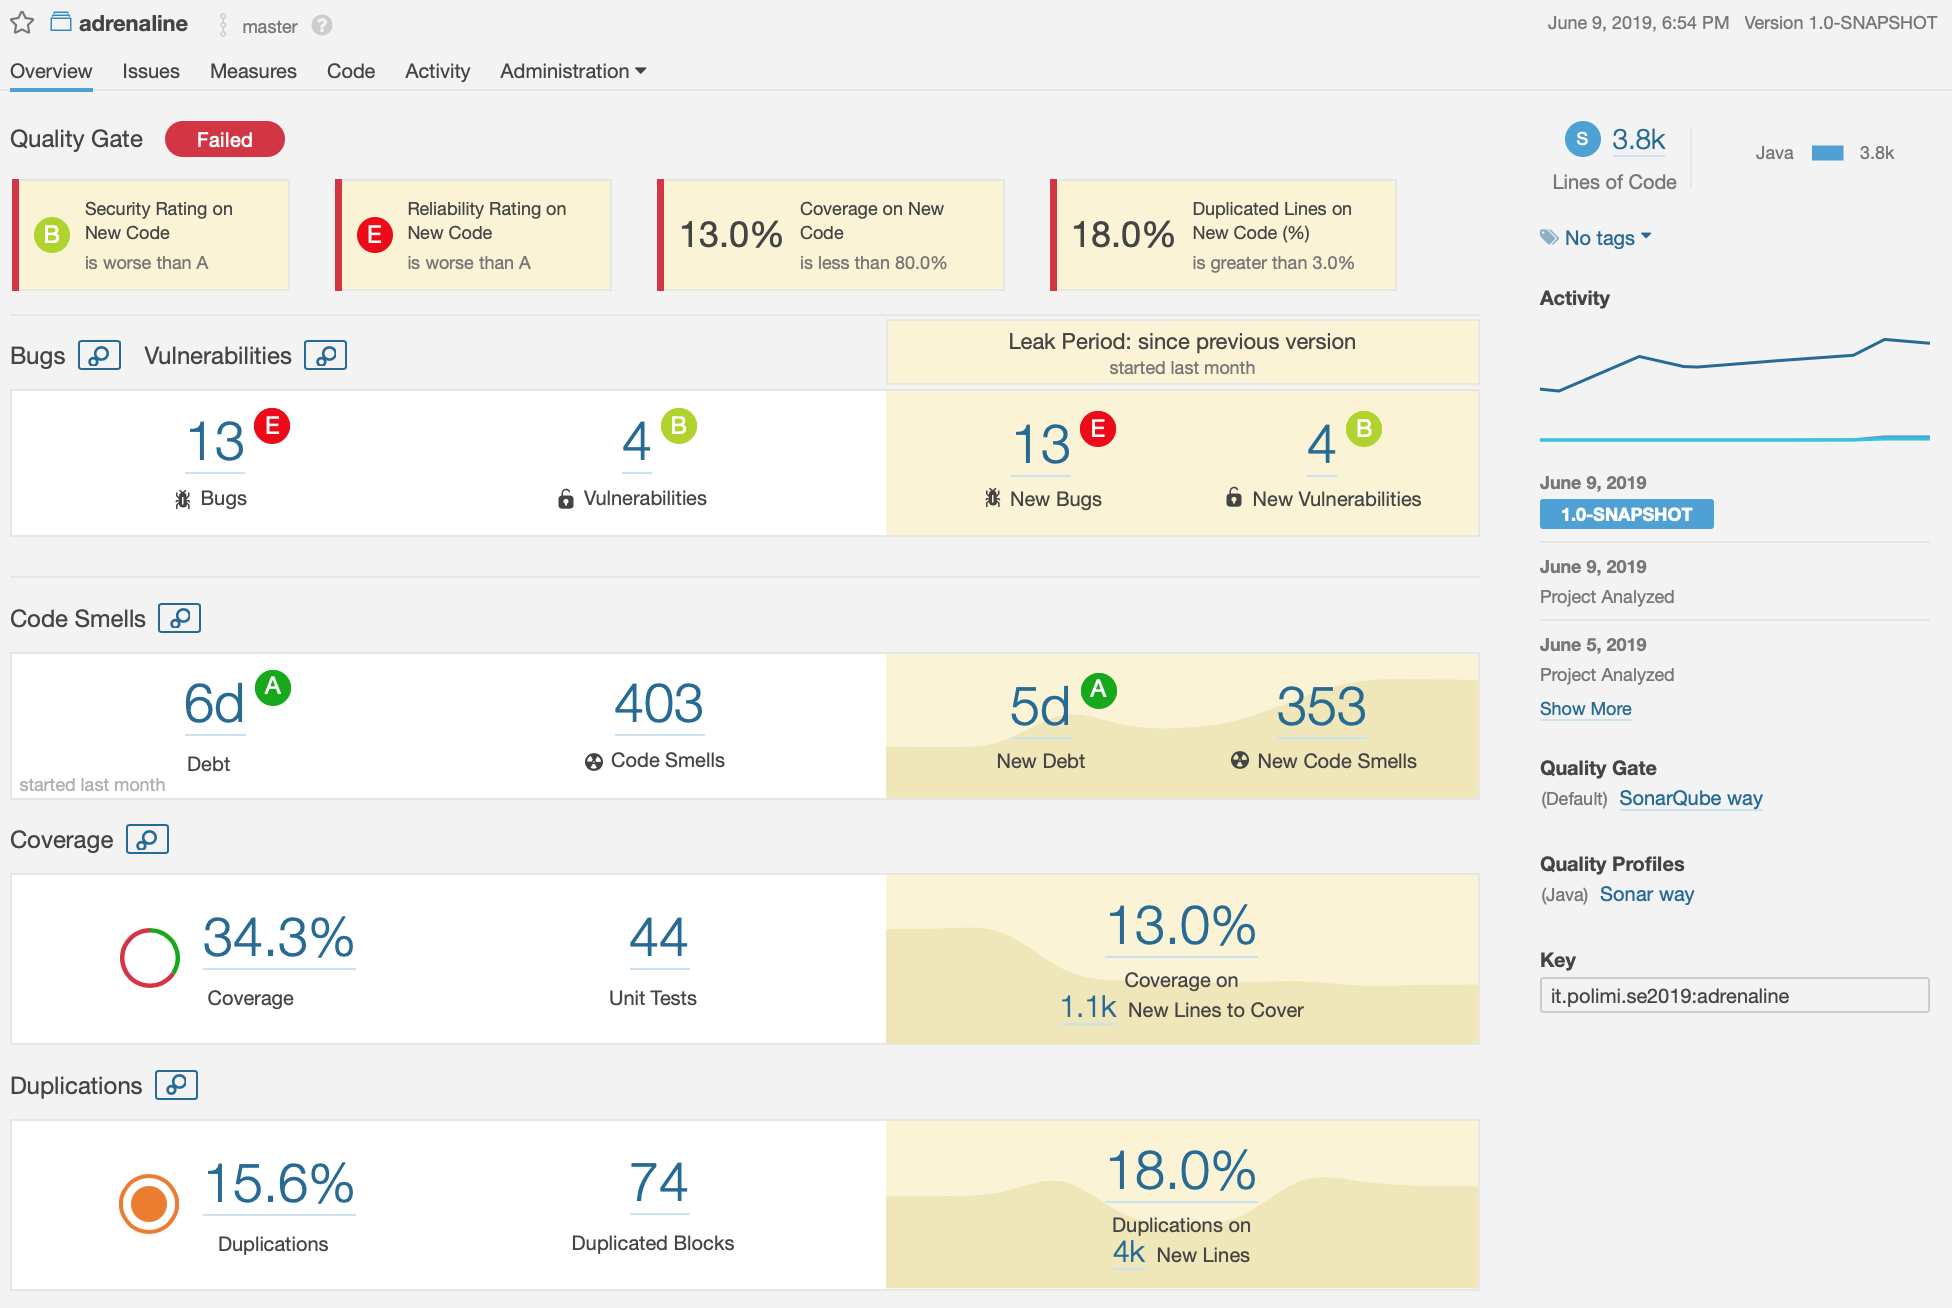 adrenaline
master
?
June 9, 2019, 6:54 PM Version 1.0-SNAPSHOT
Overview Issues Measures Code Activity Administration
Quality Gate Failed
B
Security Rating on
New Code
is worse than A
E
Reliability Rating on
New Code
is worse than A
13.0%
Coverage on New
Code
is less than 80.0%
18.0%
Duplicated Lines on
New Code (%)
is greater than 3.0%
Bugs Vulnerabilities
Leak Period: since previous version
started last month
13 E
Bugs
4 B
Vulnerabilities
13 E
New Bugs
4 B
New Vulnerabilities
Code Smells
6d A
Debt
started last month
403
Code Smells
5d A
New Debt
353
New Code Smells
Coverage
34.3%
Coverage
44
Unit Tests
13.0%
Coverage on
1.1k New Lines to Cover
Duplications
15.6%
Duplications
74
Duplicated Blocks
18.0%
Duplications on
4k New Lines
S 3.8k
Lines of Code
Java 3.8k
No tags
Activity
June 9, 2019
1.0-SNAPSHOT
June 9, 2019
Project Analyzed
June 5, 2019
Project Analyzed
Show More
Quality Gate
(Default) SonarQube way
Quality Profiles
(Java) Sonar way
Key
it.polimi.se2019:adrenaline